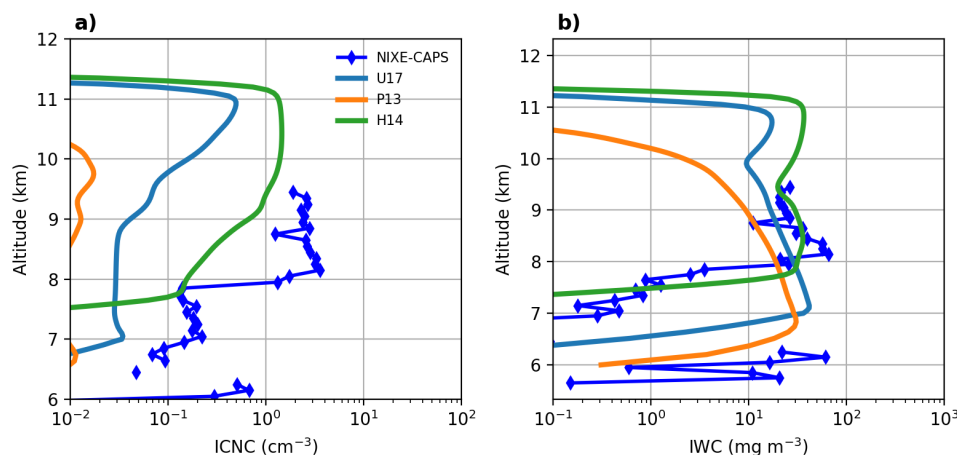 a)
12
11
10
9
8
7
6
Altitude (km)
10⁻²
10⁻¹
10⁰
10¹
10²
ICNC (cm⁻³)
NIXE-CAPS
U17
P13
H14
b)
12
11
10
9
8
7
6
Altitude (km)
10⁻¹
10⁰
10¹
10²
10³
IWC (mg m⁻³)